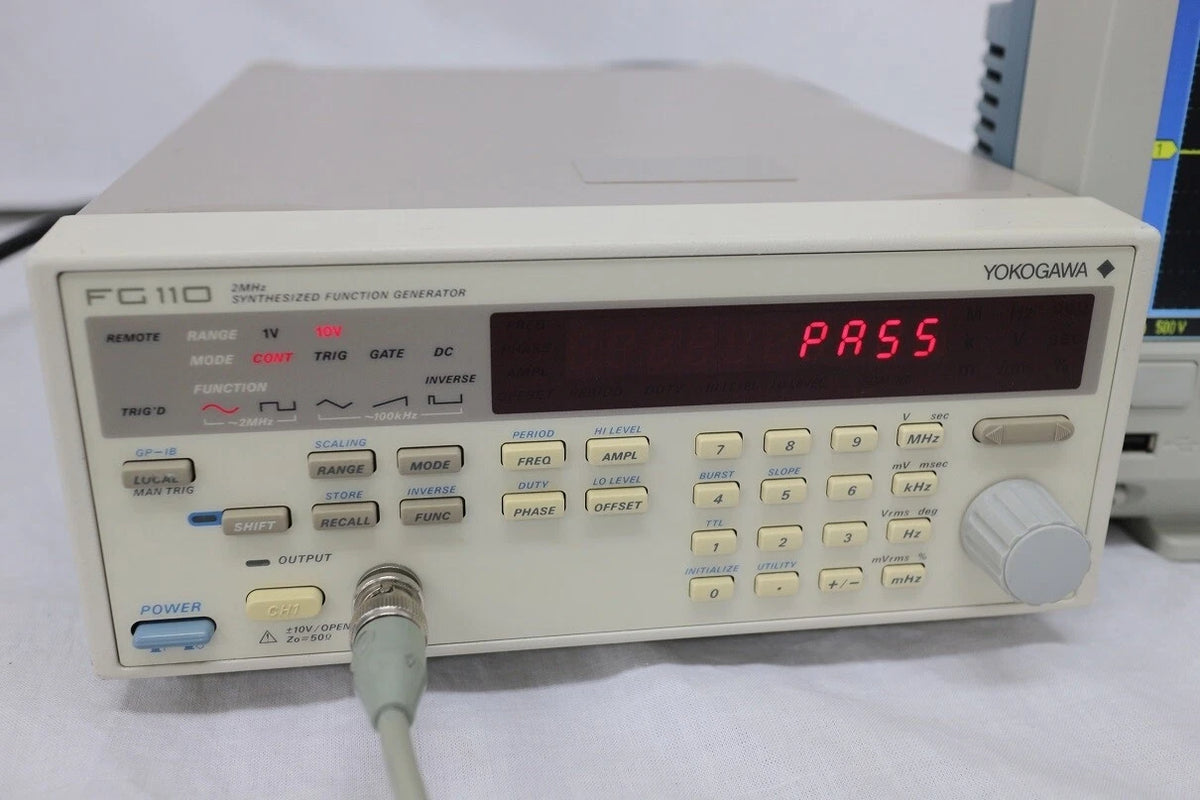 YOKOGAWA
FG110
2MHz
SYNTHESIZED FUNCTION GENERATOR
REMOTE
RANGE 1V 10V
MODE CONT TRIG GATE DC
FUNCTION
INVERSE
TRIG'D
~2MHz
~100kHz
PASS
GP-IB
LOCAL
MAN TRIG
SCALING
RANGE
MODE
PERIOD
FREQ
HI LEVEL
AMPL
7 8 9
V sec
MHz
SHIFT
STORE
RECALL
INVERSE
FUNC
DUTY
PHASE
LO LEVEL
OFFSET
BURST
4
SLOPE
5
6
mV msec
kHz
TTL
1
2
3
Vrms deg
Hz
INITIALIZE
0
UTILITY
.
+/−
mVrms %
mHz
OUTPUT
CH1
±10V/OPEN
Zo=50Ω
POWER
1
500 V